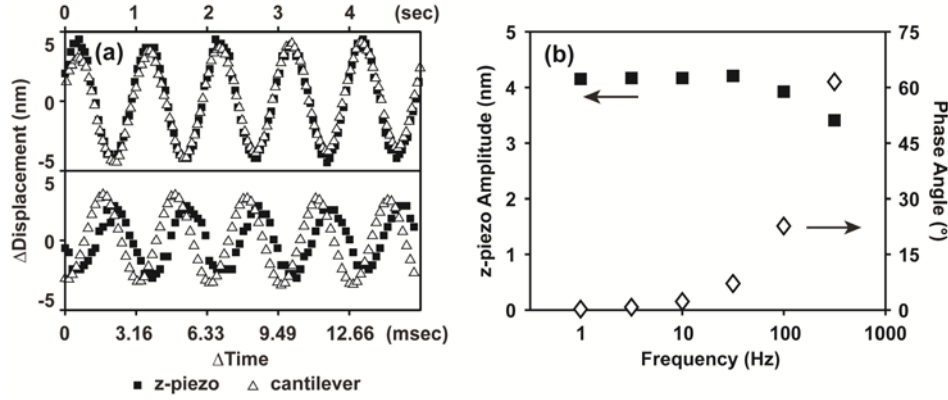 0 1 2 3 4 (sec)
(a)
5
0
-5
5
0
-5
0 3.16 6.33 9.49 12.66 (msec)
ΔDisplacement (nm)
ΔTime
■ z-piezo △ cantilever
(b)
5
4
3
2
1
0
z-piezo Amplitude (nm)
75
60
45
30
15
0
Phase Angle (°)
1 10 100 1000
Frequency (Hz)